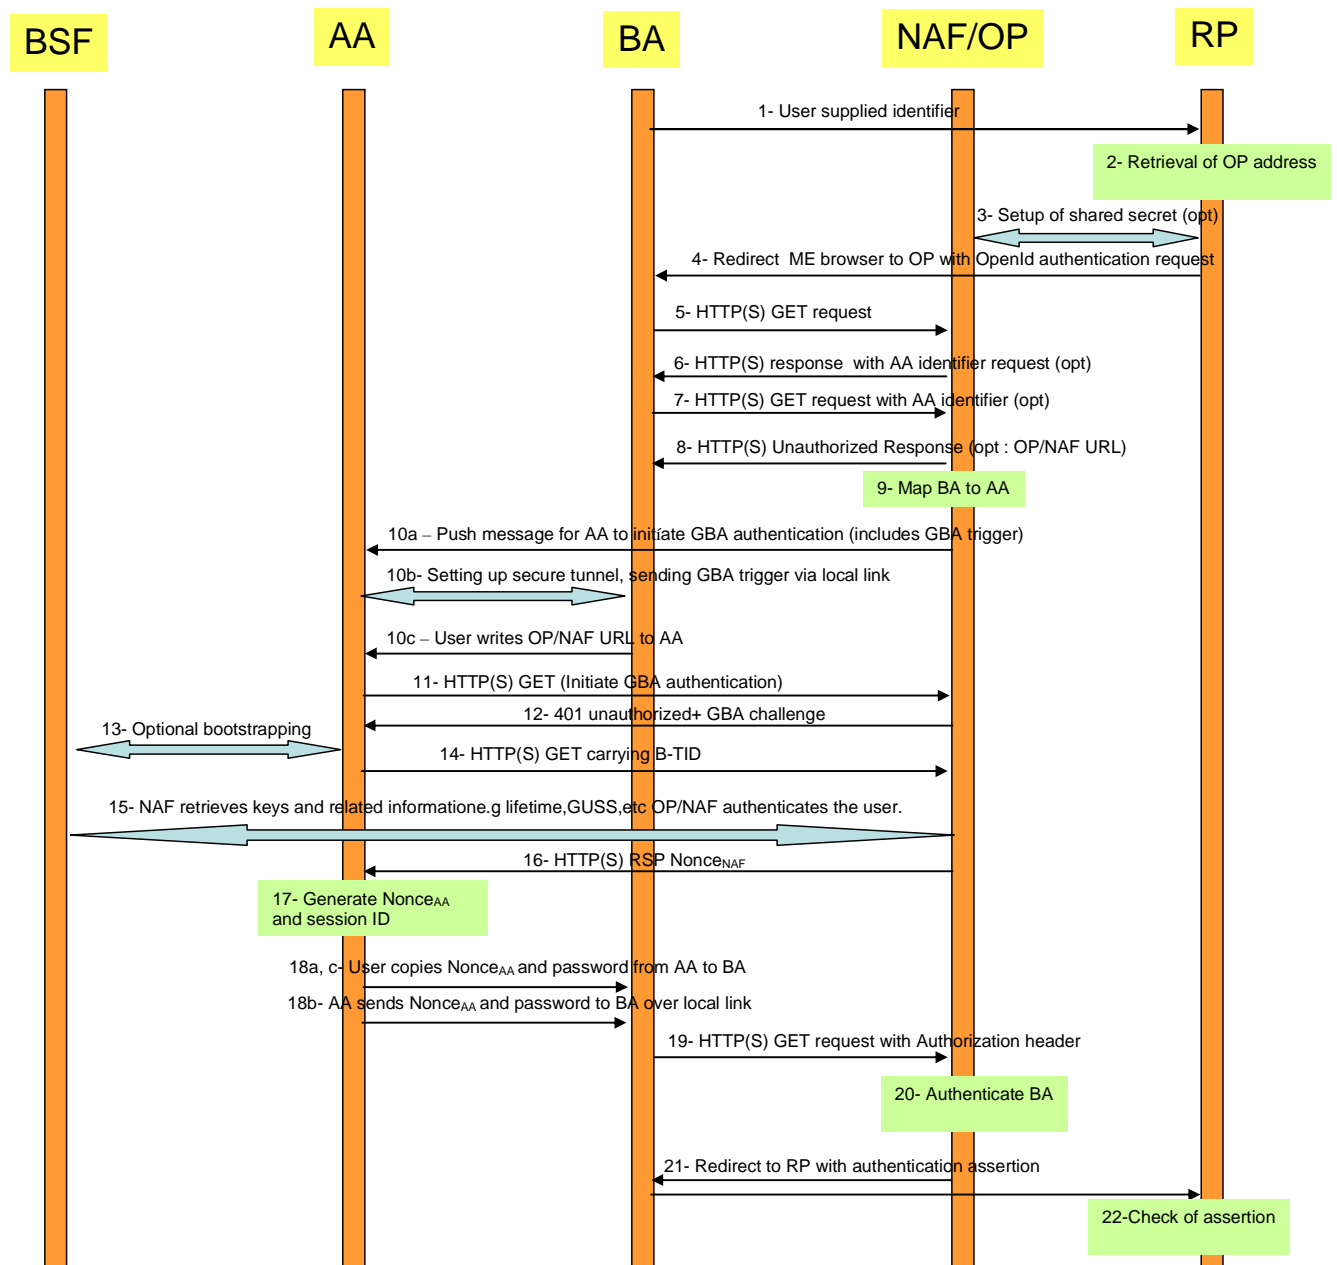 BSF
AA
BA
NAF/OP
RP
1- User supplied identifier
2- Retrieval of OP address
3- Setup of shared secret (opt)
4- Redirect  ME browser to OP with OpenId authentication request
5- HTTP(S) GET request
6- HTTP(S) response  with AA identifier request (opt)
7- HTTP(S) GET request with AA identifier (opt)
8- HTTP(S) Unauthorized Response (opt : OP/NAF URL)
9- Map BA to AA
10a – Push message for AA to initíate GBA authentication (includes GBA trigger)
10b- Setting up secure tunnel, sending GBA trigger via local link
10c – User writes OP/NAF URL to AA
11- HTTP(S) GET (Initiate GBA authentication)
12- 401 unauthorized+ GBA challenge
13- Optional bootstrapping
14- HTTP(S) GET carrying B-TID
15- NAF retrieves keys and related informatione.g lifetime,GUSS,etc OP/NAF authenticates the user.
16- HTTP(S) RSP NonceNAF
17- Generate NonceAA
and session ID
18a, c- User copies NonceAA and password from AA to BA
18b- AA sends NonceAA and password to BA over local link
19- HTTP(S) GET request with Authorization header
20- Authenticate BA
21- Redirect to RP with authentication assertion
22-Check of assertion